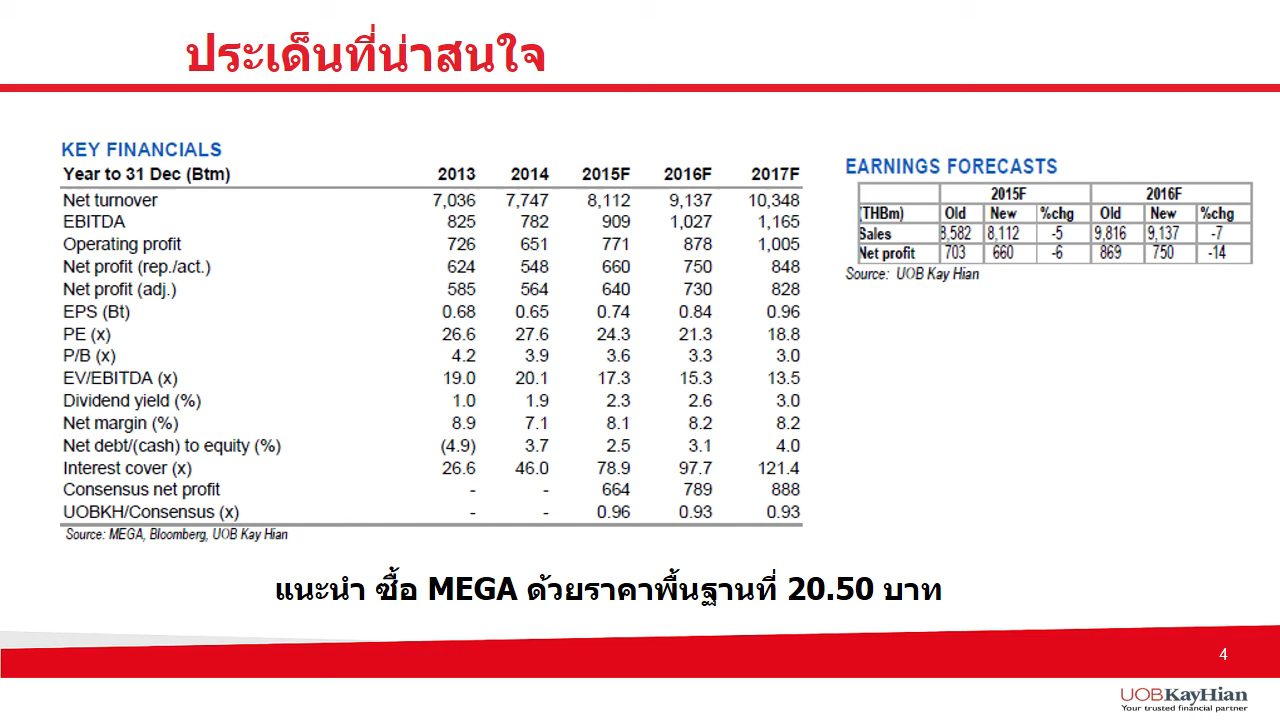 ประเด็นที่น่าสนใจ
KEY FINANCIALS
Year to 31 Dec (Btm) 2013 2014 2015F 2016F 2017F
Net turnover 7,036 7,747 8,112 9,137 10,348
EBITDA 825 782 909 1,027 1,165
Operating profit 726 651 771 878 1,005
Net profit (rep./act.) 624 548 660 750 848
Net profit (adj.) 585 564 640 730 828
EPS (Bt) 0.68 0.65 0.74 0.84 0.96
PE (x) 26.6 27.6 24.3 21.3 18.8
P/B (x) 4.2 3.9 3.6 3.3 3.0
EV/EBITDA (x) 19.0 20.1 17.3 15.3 13.5
Dividend yield (%) 1.0 1.9 2.3 2.6 3.0
Net margin (%) 8.9 7.1 8.1 8.2 8.2
Net debt/(cash) to equity (%) (4.9) 3.7 2.5 3.1 4.0
Interest cover (x) 26.6 46.0 78.9 97.7 121.4
Consensus net profit - - 664 789 888
UOBKH/Consensus (x) - - 0.96 0.93 0.93
Source: MEGA, Bloomberg, UOB Kay Hian
EARNINGS FORECASTS
2015F 2016F
(THBm) Old New %chg Old New %chg
Sales 8,582 8,112 -5 9,816 9,137 -7
Net profit 703 660 -6 869 750 -14
Source: UOB Kay Hian
แนะนำ ซื้อ MEGA ด้วยราคาพื้นฐานที่ 20.50 บาท
4
UOBKayHian
Your trusted financial partner